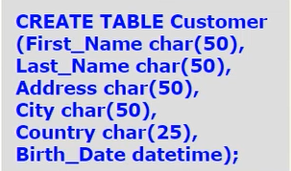 CREATE TABLE Customer
(First_Name char(50),
Last_Name char(50),
Address char(50),
City char(50),
Country char(25),
Birth_Date datetime);